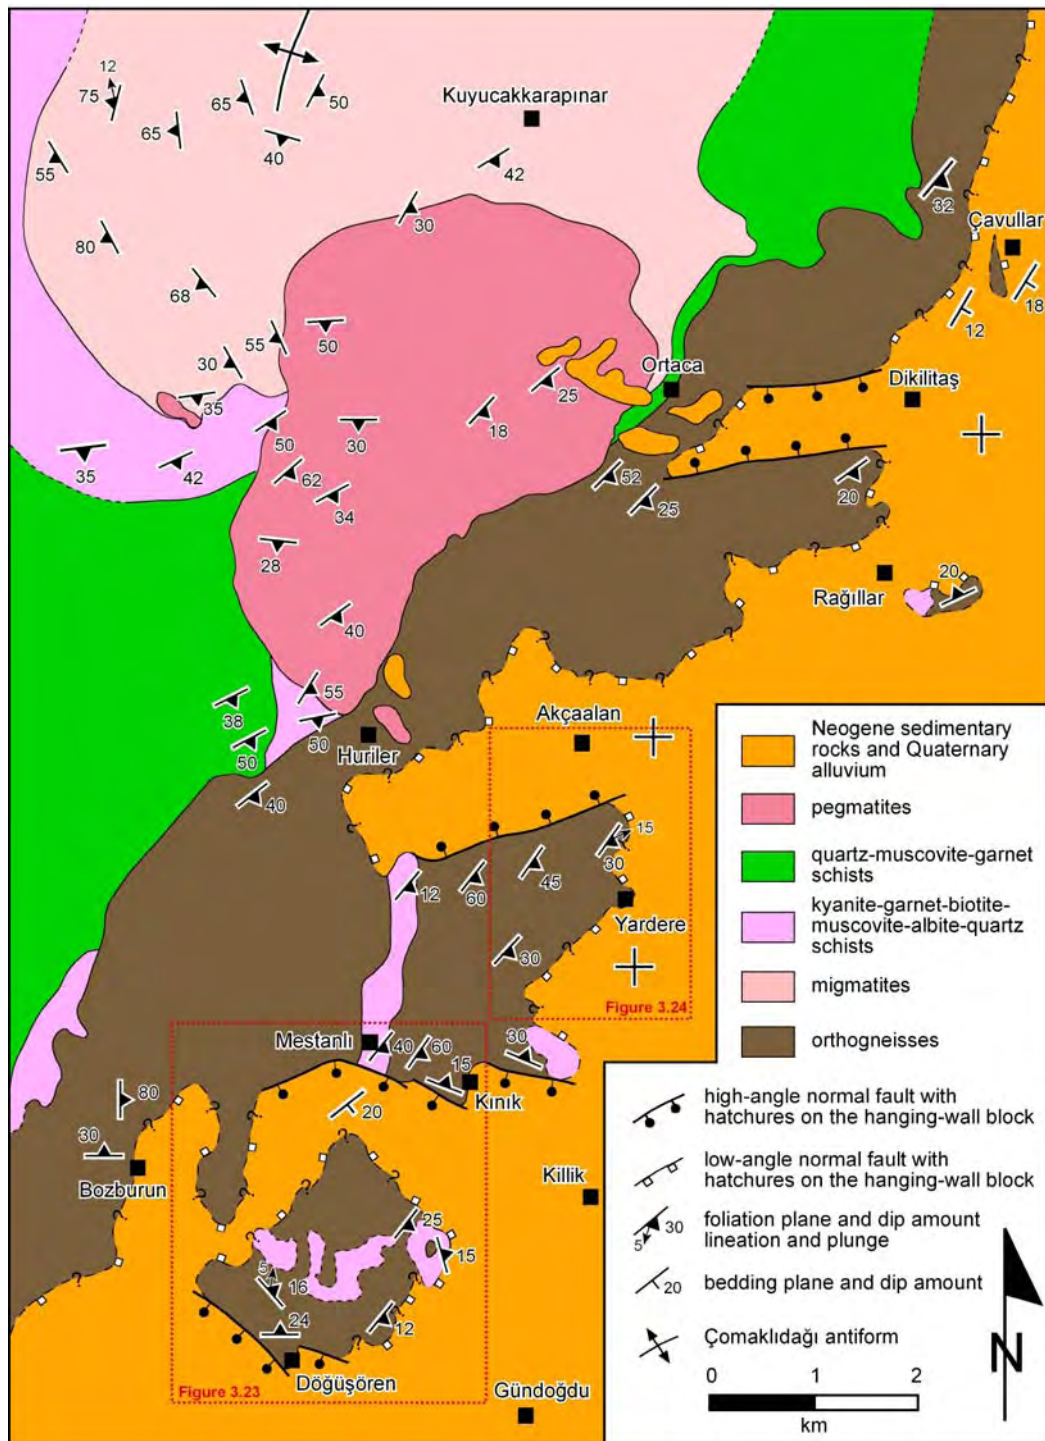 12
75
65
65
50
40
55
Kuyucakkarapınar
42
30
32
Çavullar
80
68
18
12
55
50
30
35
Ortaca
25
Dikilitaş
50
30
18
35
42
62
34
52
25
20
28
20
Rağıllar
40
55
38
50
50
Huriler
Akçaalan
40
15
30
12
60
45
Yardere
30
Figure 3.24
Mestanlı
40
60
30
15
Kınık
80
20
30
Bozburun
Killik
25
15
5
16
24
12
Döğüşören
Figure 3.23
Gündoğdu
Neogene sedimentary
rocks and Quaternary
alluvium
pegmatites
quartz-muscovite-garnet
schists
kyanite-garnet-biotite-
muscovite-albite-quartz
schists
migmatites
orthogneisses
high-angle normal fault with
hatchures on the hanging-wall block
low-angle normal fault with
hatchures on the hanging-wall block
30
5
foliation plane and dip amount
lineation and plunge
20
bedding plane and dip amount
Çomaklıdağı antiform
N
0 1 2
km